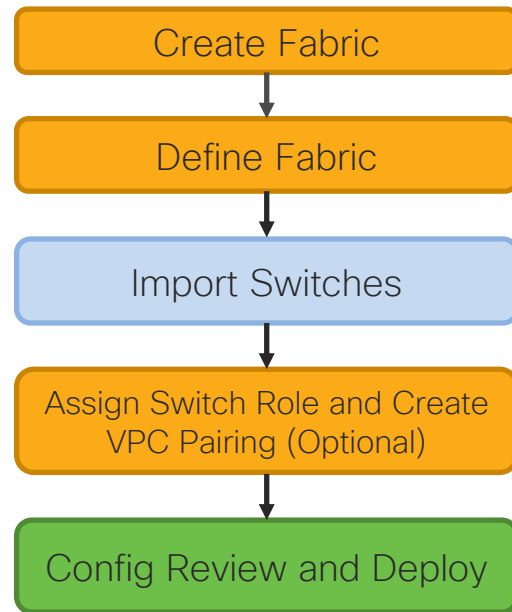 Create Fabric
Define Fabric
Import Switches
Assign Switch Role and Create
VPC Pairing (Optional)
Config Review and Deploy